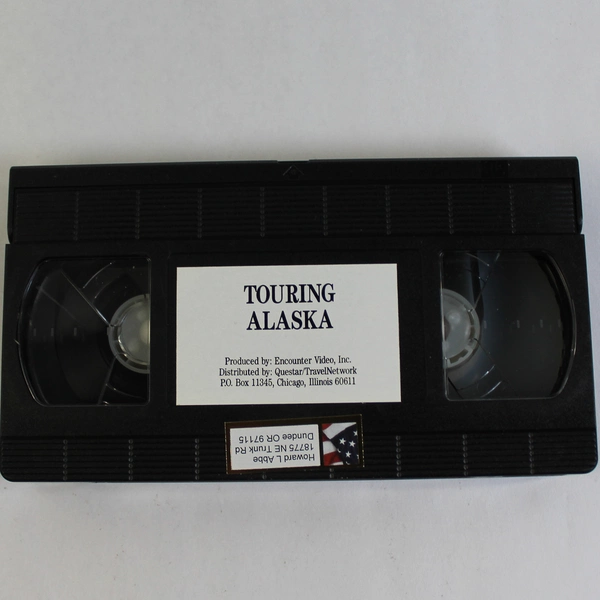 TOURING
ALASKA
Produced by: Encounter Video, Inc.
Distributed by: Questar/TravelNetwork
P.O. Box 11345, Chicago, Illinois 60611
Howard L Abbe
18775 NE Trunk Rd
Dundee OR 97115